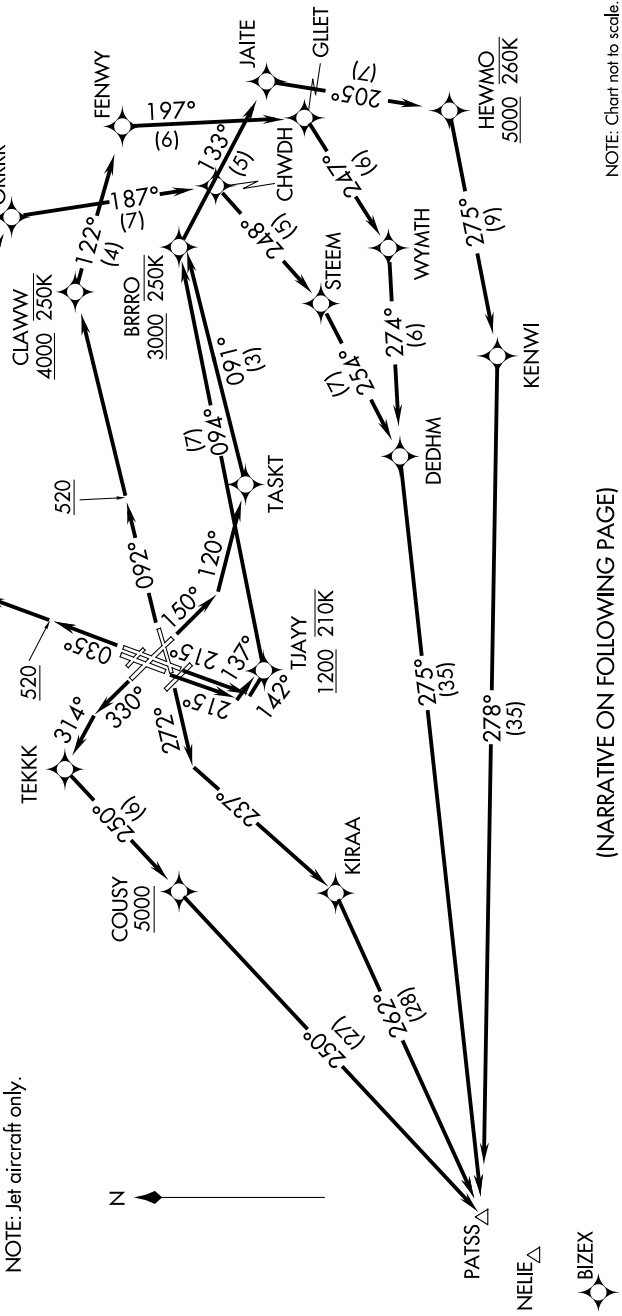 NOTE: Jet aircraft only.
N
TEKKK
COUSY
5000
250°
(6)
250°
(27)
314°
330°
520
035°
215°
215°
137°
142°
150°
120°
272°
237°
KIRAA
262°
(28)
TJAYY
1200 210K
092°
520
CLAWW
4000 250K
122°
(4)
FENWY
197°
(6)
187°
(7)
BRRRO
3000 250K
133°
(5)
CHWDH
JAITE
GLLET
205°
(7)
091°
(3)
094°
(7)
TASKT
248°
(5)
STEEM
254°
(7)
247°
(6)
WYMTH
274°
(6)
DEDHM
275°
(35)
HEWMO
5000 260K
275°
(9)
KENWI
278°
(35)
PATSS
NELIE
BIZEX
(NARRATIVE ON FOLLOWING PAGE)
NOTE: Chart not to scale.